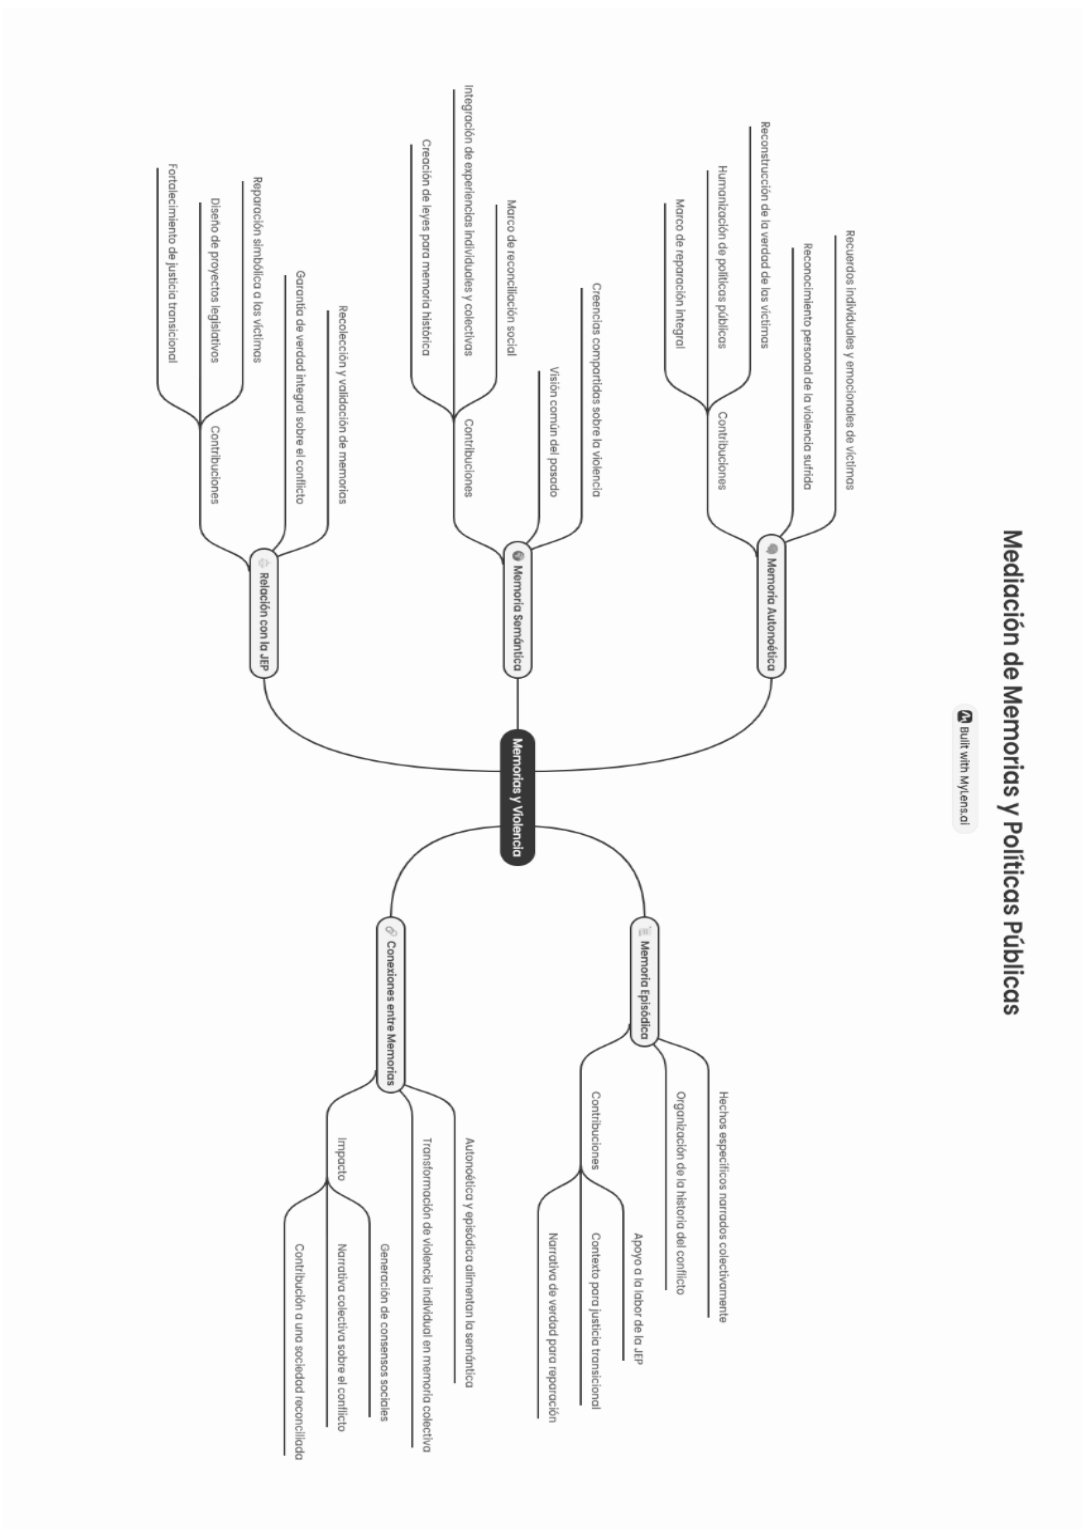 Mediación de Memorias y Políticas Públicas
Built with MyLens.ai
Memorias y Violencia
Memoria Autonoética
Recuerdos individuales y emocionales de víctimas
Reconocimiento personal de la violencia sufrida
Contribuciones
Reconstrucción de la verdad de las víctimas
Humanización de políticas públicas
Marco de reparación integral
Memoria Semántica
Creencias compartidas sobre la violencia
Visión común del pasado
Contribuciones
Marco de reconciliación social
Integración de experiencias individuales y colectivas
Creación de leyes para memoria histórica
Relación con la JEP
Recolección y validación de memorias
Garantía de verdad integral sobre el conflicto
Contribuciones
Reparación simbólica a las víctimas
Diseño de proyectos legislativos
Fortalecimiento de justicia transicional
Memoria Episódica
Hechos específicos narrados colectivamente
Organización de la historia del conflicto
Contribuciones
Apoyo a la labor de la JEP
Contexto para justicia transicional
Narrativa de verdad para reparación
Conexiones entre Memorias
Autonoética y episódica alimentan la semántica
Transformación de violencia individual en memoria colectiva
Impacto
Generación de consensos sociales
Narrativa colectiva sobre el conflicto
Contribución a una sociedad reconciliada